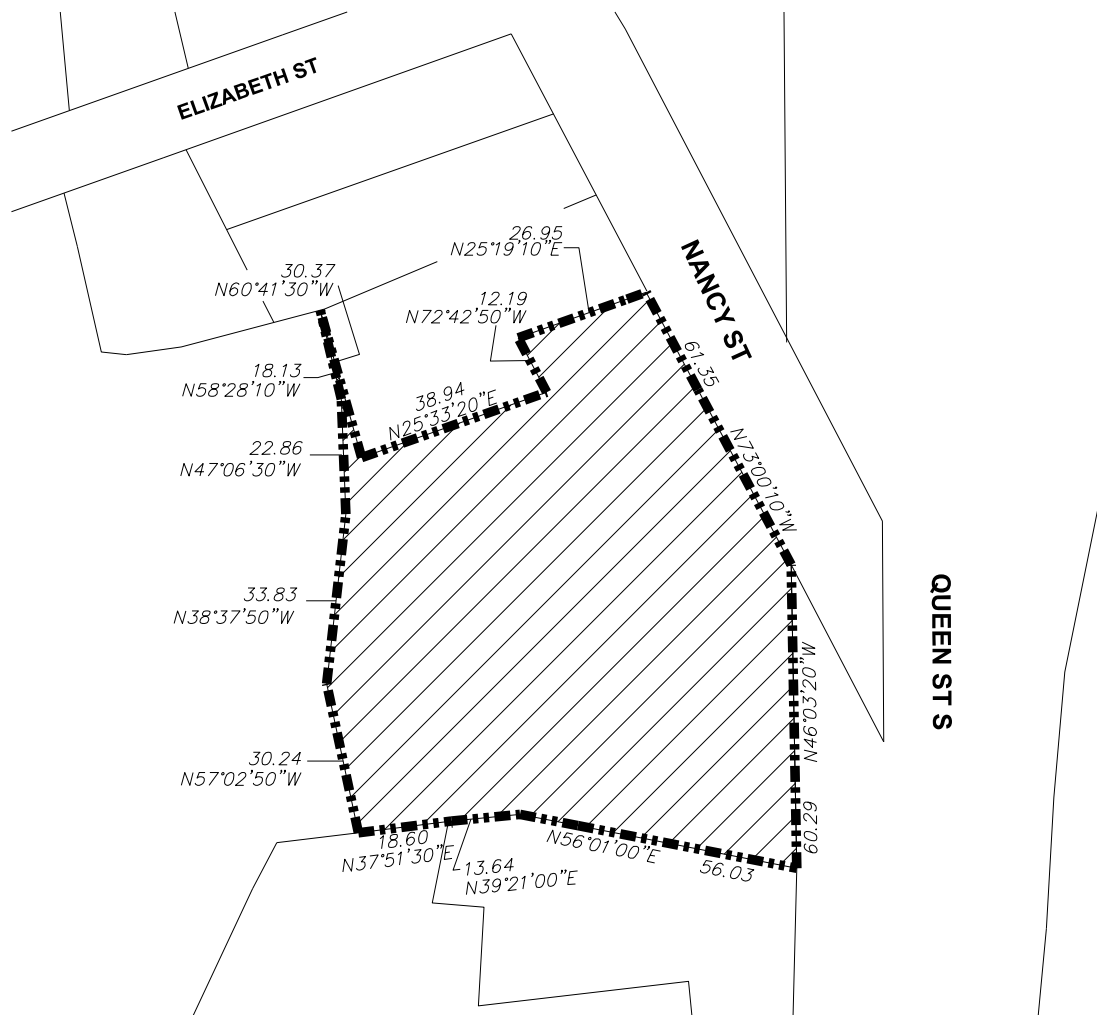 ELIZABETH ST
26.95
N25°19'10"E
30.37
N60°41'30"W
NANCY ST
12.19
N72°42'50"W
61.35
18.13
N58°28'10"W
38.94
N25°33'20"E
22.86
N47°06'30"W
N73°00'10"W
33.83
N38°37'50"W
QUEEN ST S
N46°03'20"W
30.24
N57°02'50"W
60.29
18.60
N37°51'30"E
N56°01'00"E
13.64
N39°21'00"E
56.03